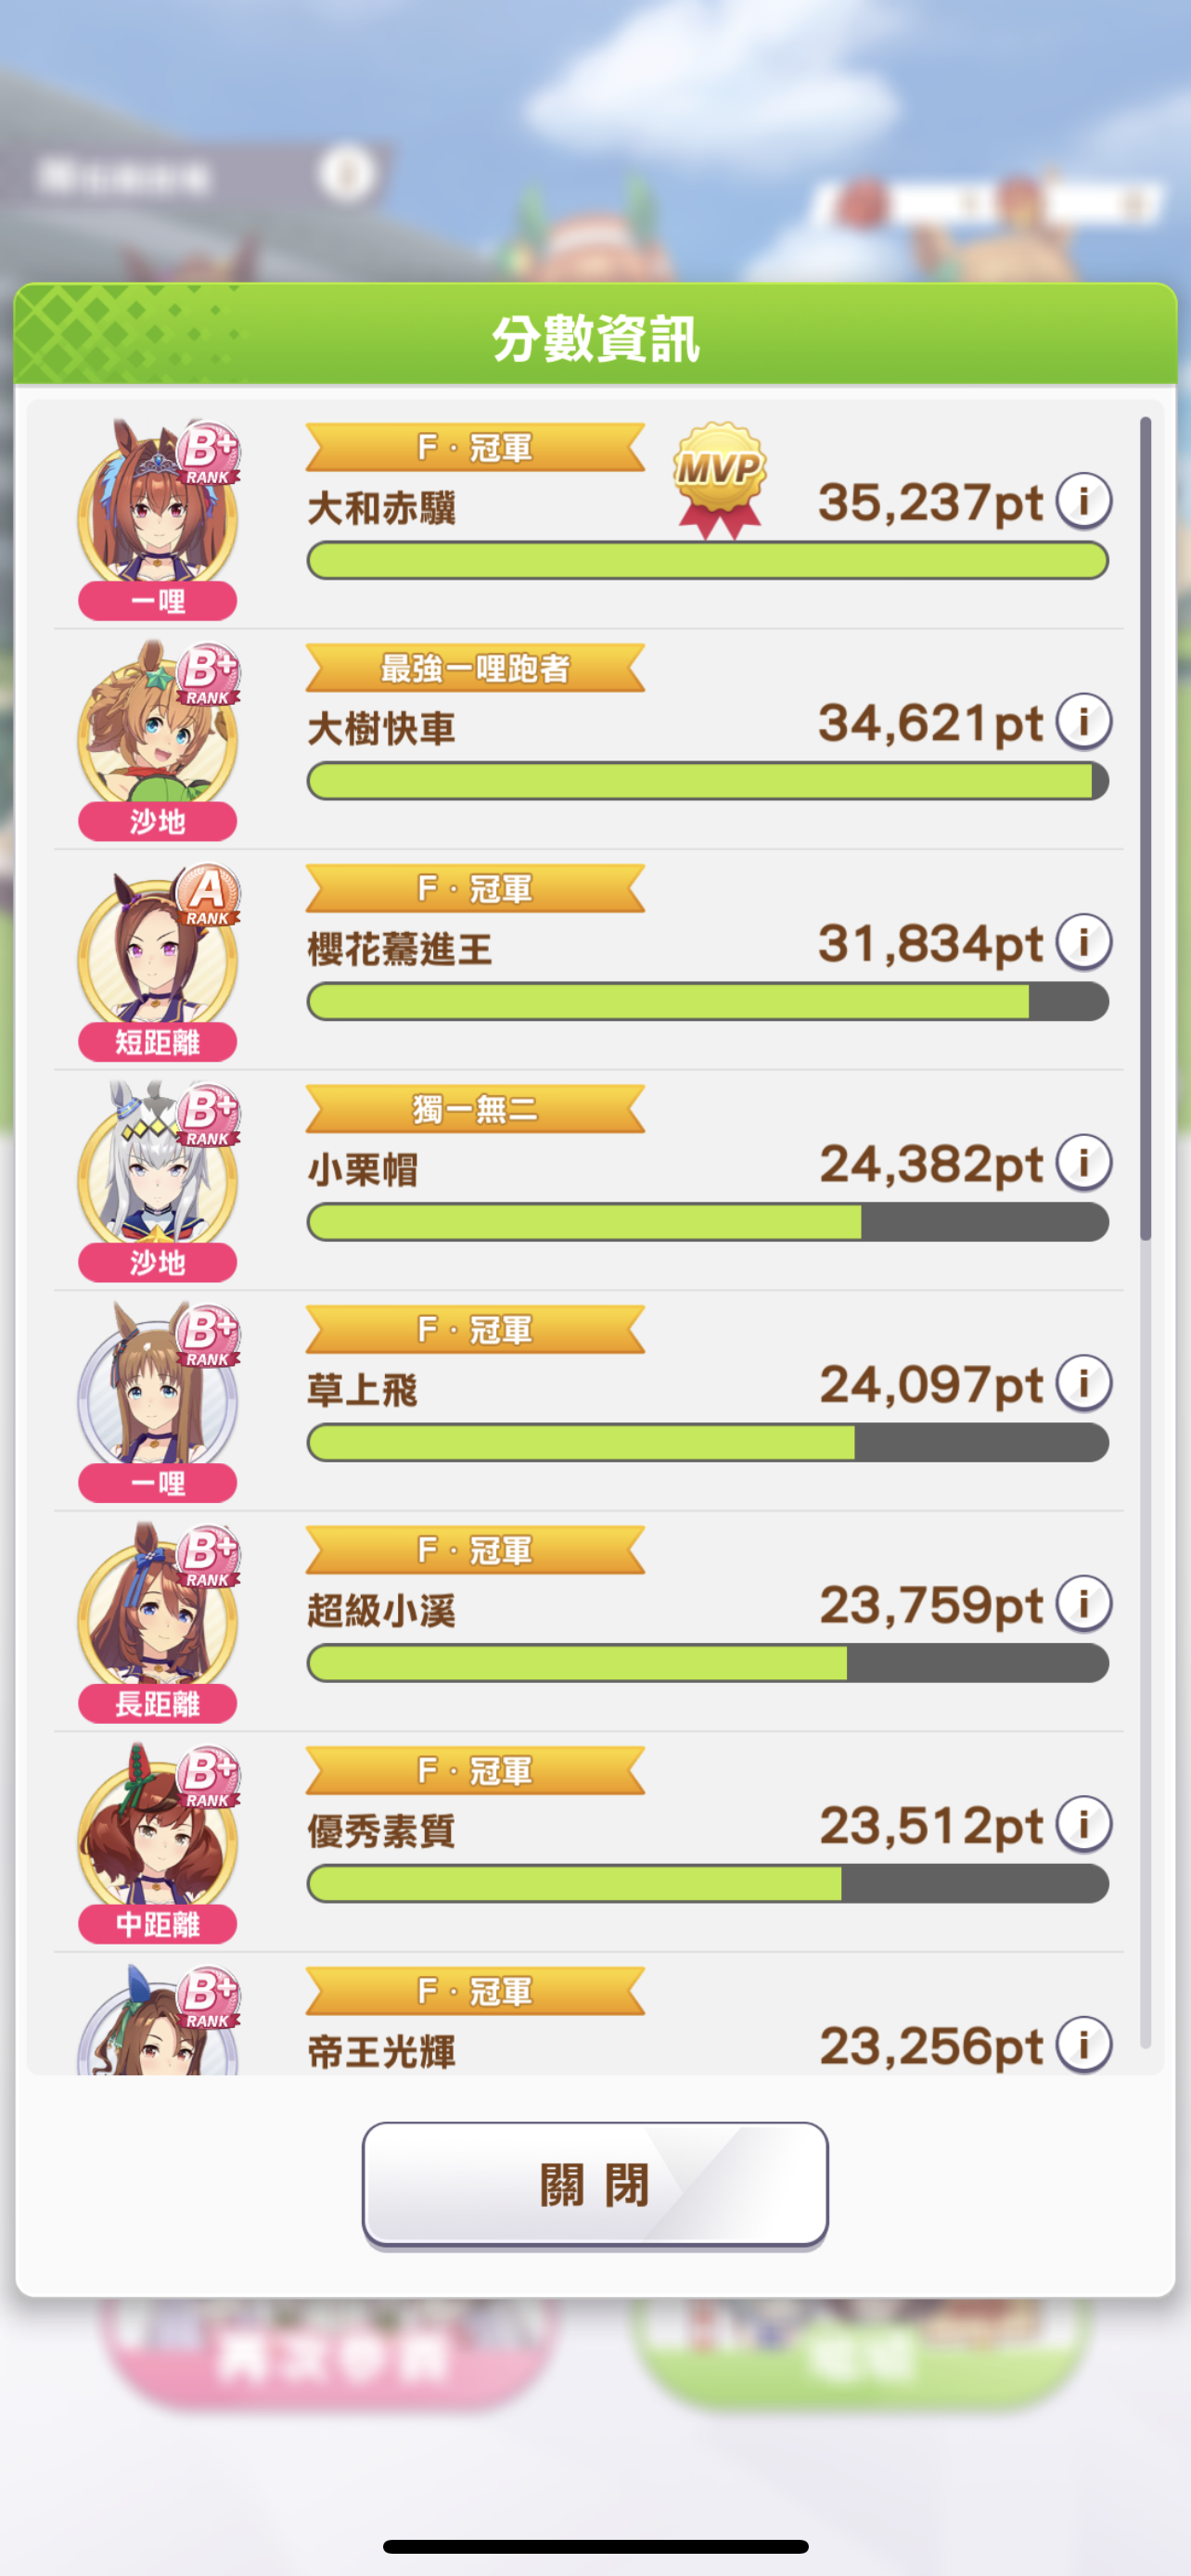 分數資訊
B+
RANK
F・冠軍
MVP
大和赤驥
35,237pt
i
一哩
B+
RANK
最強一哩跑者
大樹快車
34,621pt
i
沙地
A
RANK
F・冠軍
櫻花驀進王
31,834pt
i
短距離
B+
RANK
獨一無二
小栗帽
24,382pt
i
沙地
B+
RANK
F・冠軍
草上飛
24,097pt
i
一哩
B+
RANK
F・冠軍
超級小溪
23,759pt
i
長距離
B+
RANK
F・冠軍
優秀素質
23,512pt
i
中距離
B+
RANK
F・冠軍
帝王光輝
23,256pt
i
關閉